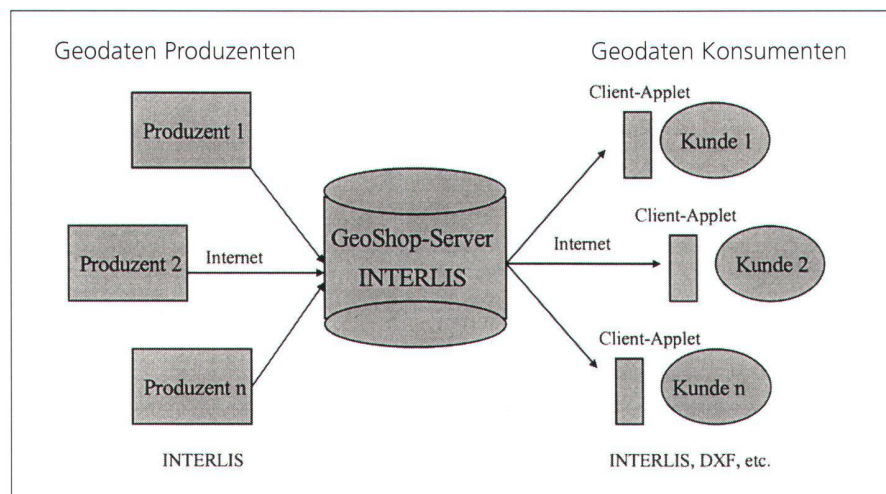 Geodaten Produzenten
Geodaten Konsumenten
Client-Applet
Produzent 1
Kunde 1
Client-Applet
GeoShop-Server
INTERLIS
Produzent 2
Internet
Internet
Kunde 2
Client-Applet
Produzent n
Kunde n
INTERLIS
INTERLIS, DXF, etc.